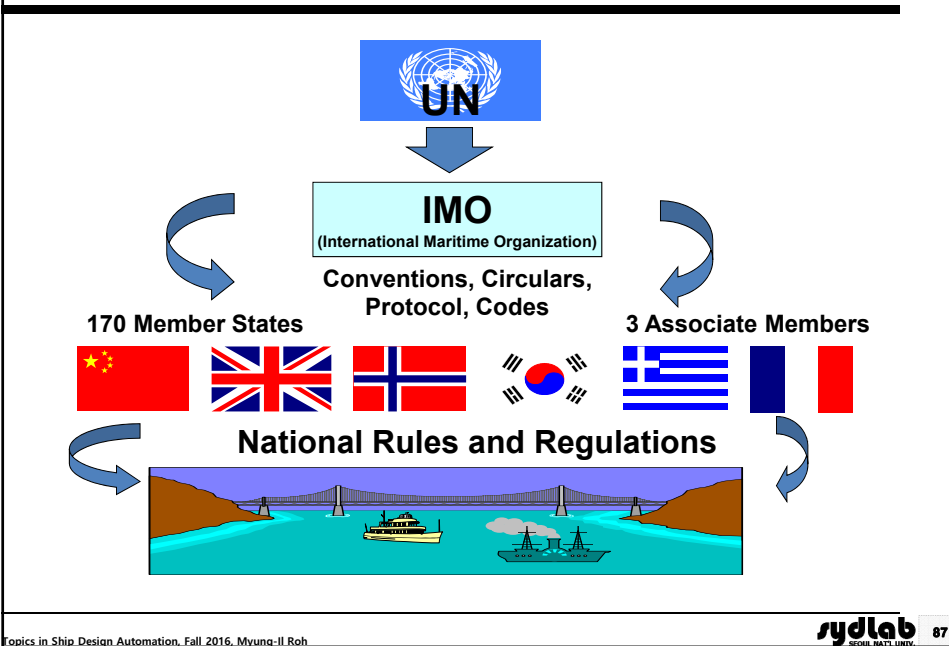 UN
IMO
(International Maritime Organization)
Conventions, Circulars,
Protocol, Codes
170 Member States
3 Associate Members
National Rules and Regulations
Topics in Ship Design Automation, Fall 2016, Myung-Il Roh
sydlab
SEOUL NAT'L UNIV.
87